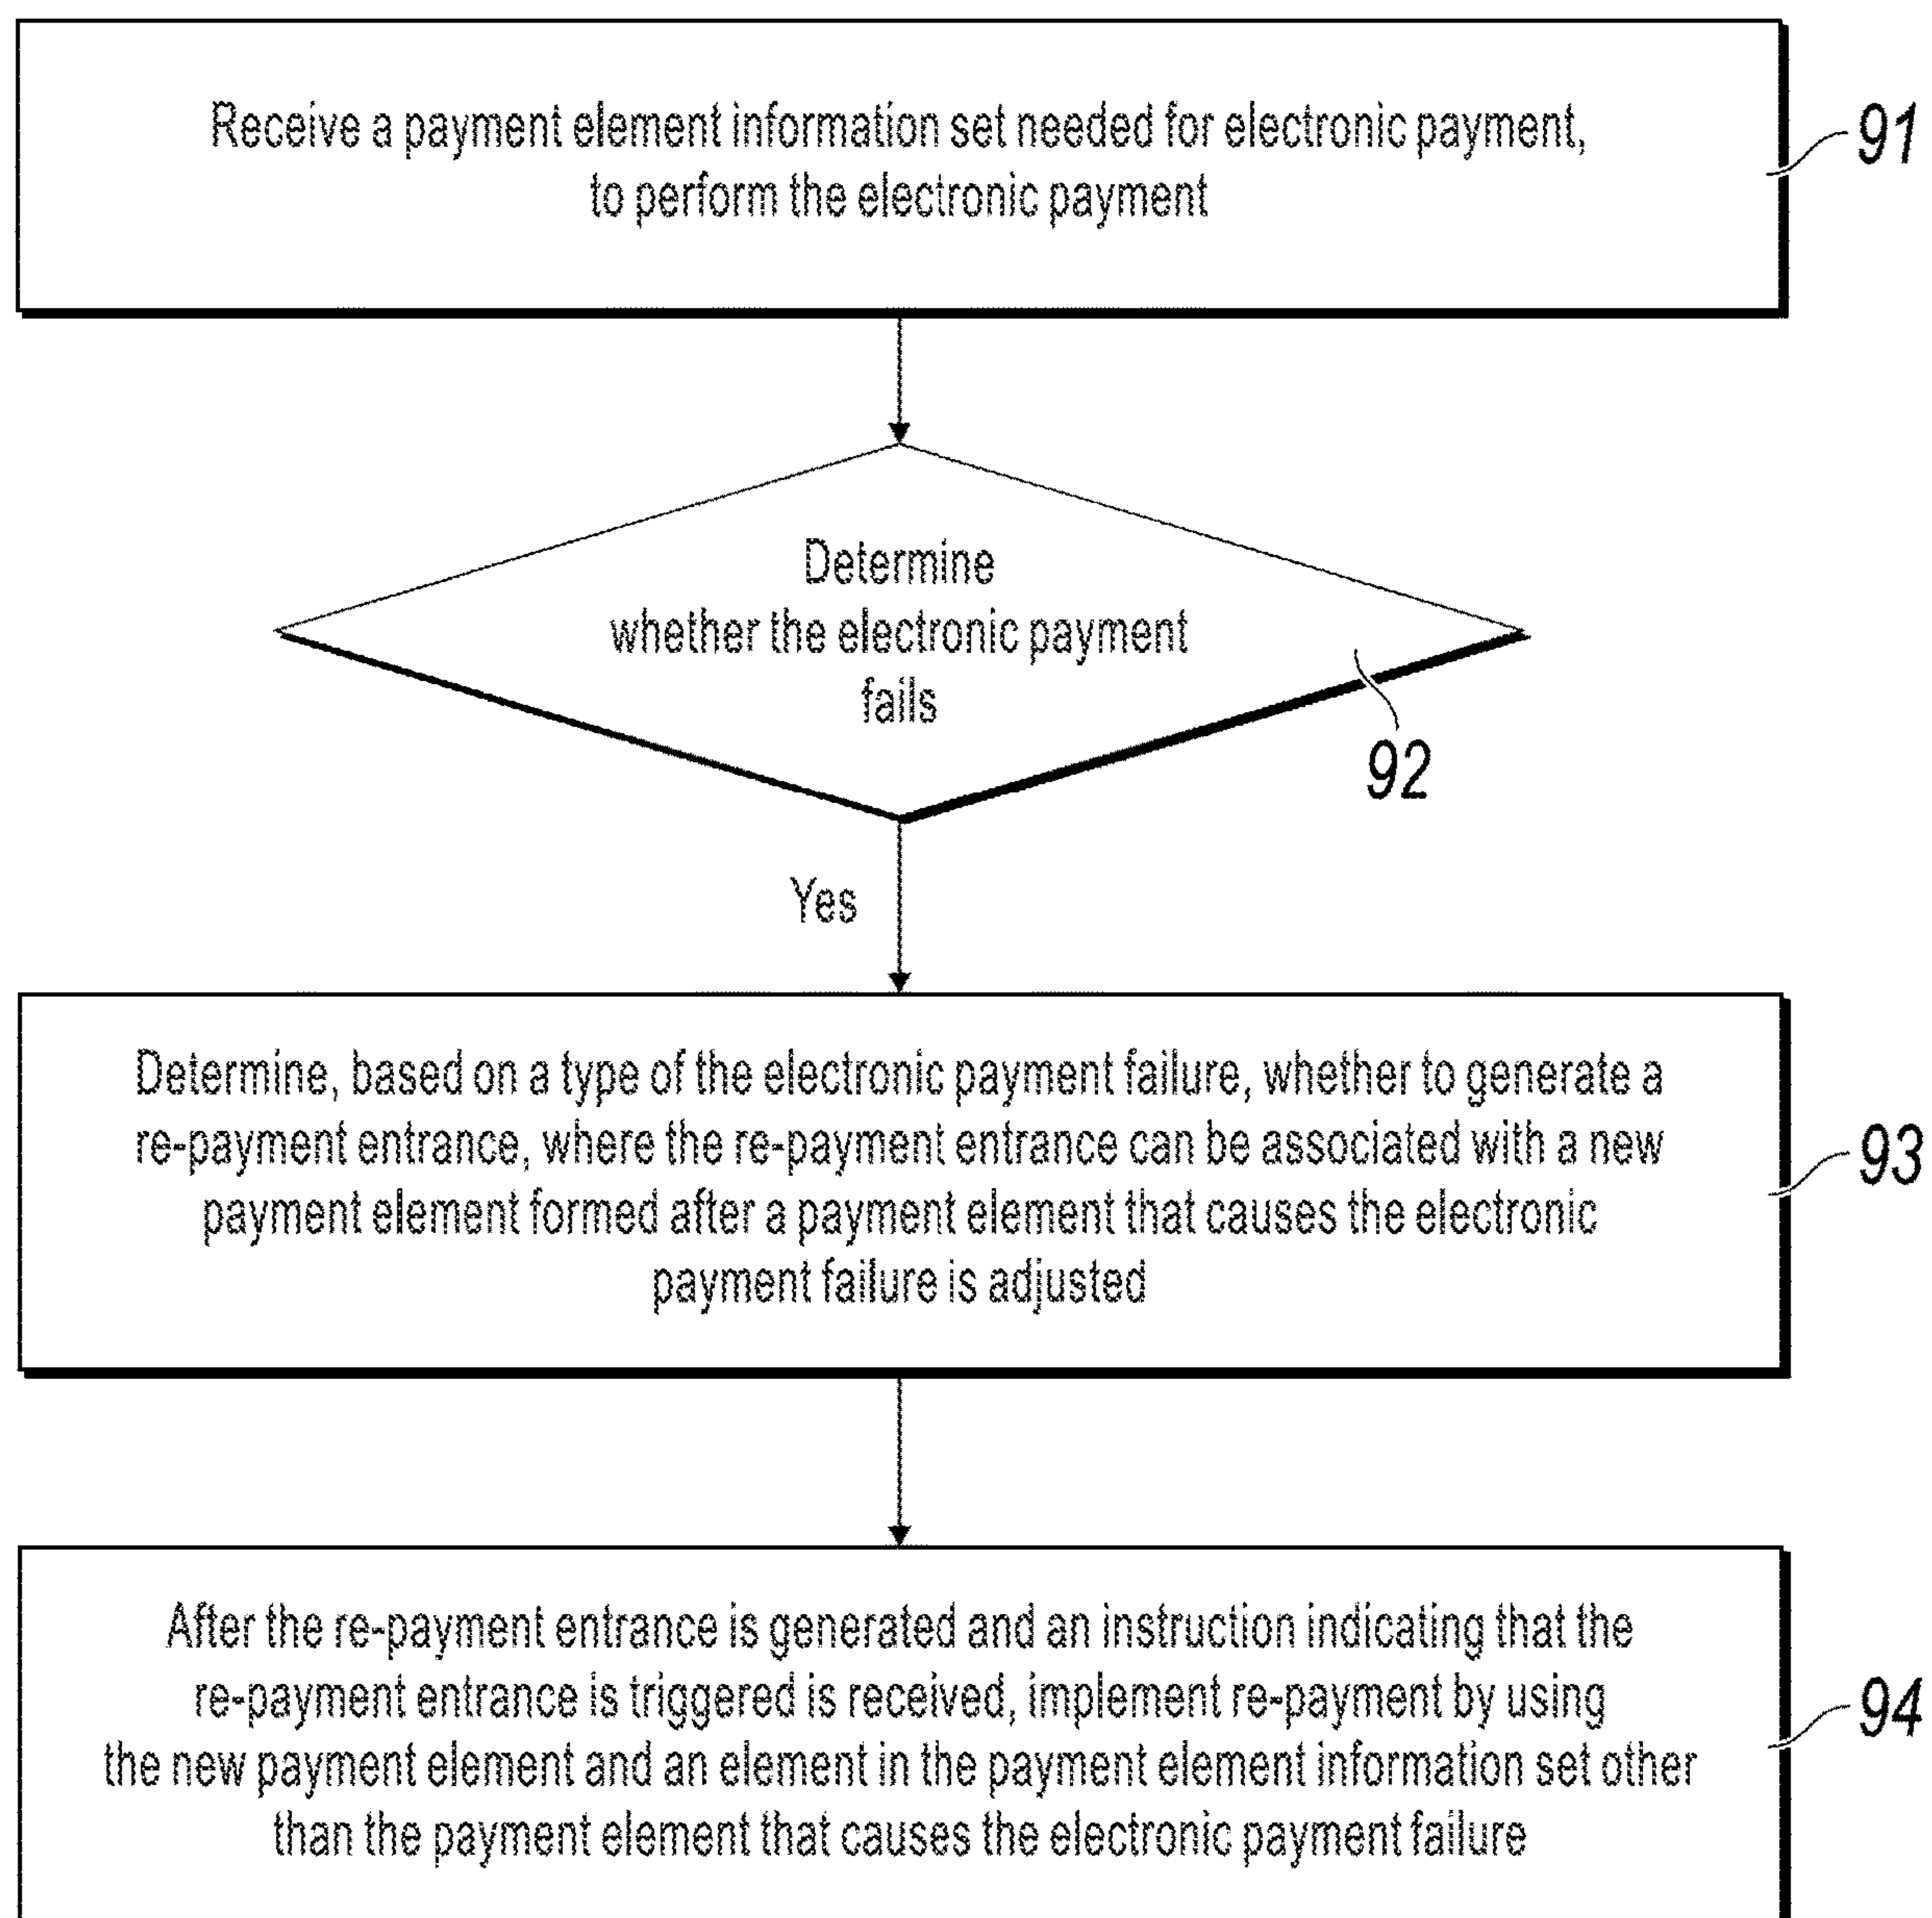 Receive a payment element information set needed for electronic payment,
to perform the electronic payment
91
Determine
whether the electronic payment
fails
92
Yes
Determine, based on a type of the electronic payment failure, whether to generate a
re-payment entrance, where the re-payment entrance can be associated with a new
payment element formed after a payment element that causes the electronic
payment failure is adjusted
93
After the re-payment entrance is generated and an instruction indicating that the
re-payment entrance is triggered is received, implement re-payment by using
the new payment element and an element in the payment element information set other
than the payment element that causes the electronic payment failure
94